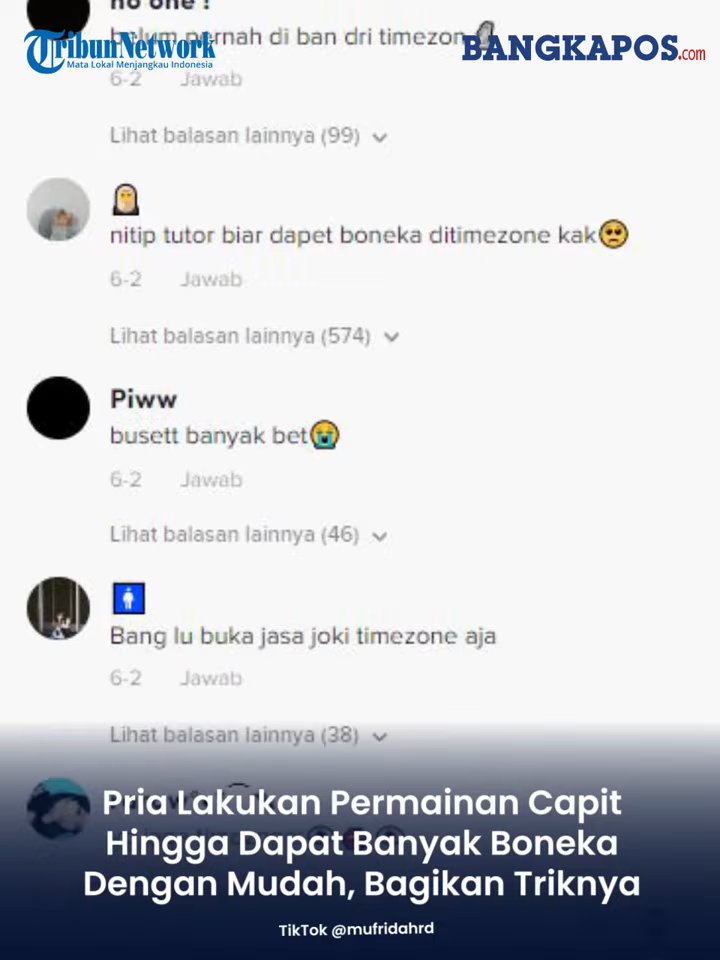 no one !
belum pernah di ban dri timezon
TribunNetwork
Mata Lokal Menjangkau Indonesia
BANGKAPOS.com
6-2 Jawab
Lihat balasan lainnya (99)
nitip tutor biar dapet boneka ditimezone kak🥺
6-2 Jawab
Lihat balasan lainnya (574)
Piww
busett banyak bet😭
6-2 Jawab
Lihat balasan lainnya (46)
Bang lu buka jasa joki timezone aja
6-2 Jawab
Lihat balasan lainnya (38)
Pria Lakukan Permainan Capit
Hingga Dapat Banyak Boneka
Dengan Mudah, Bagikan Triknya
TikTok @mufridahrd